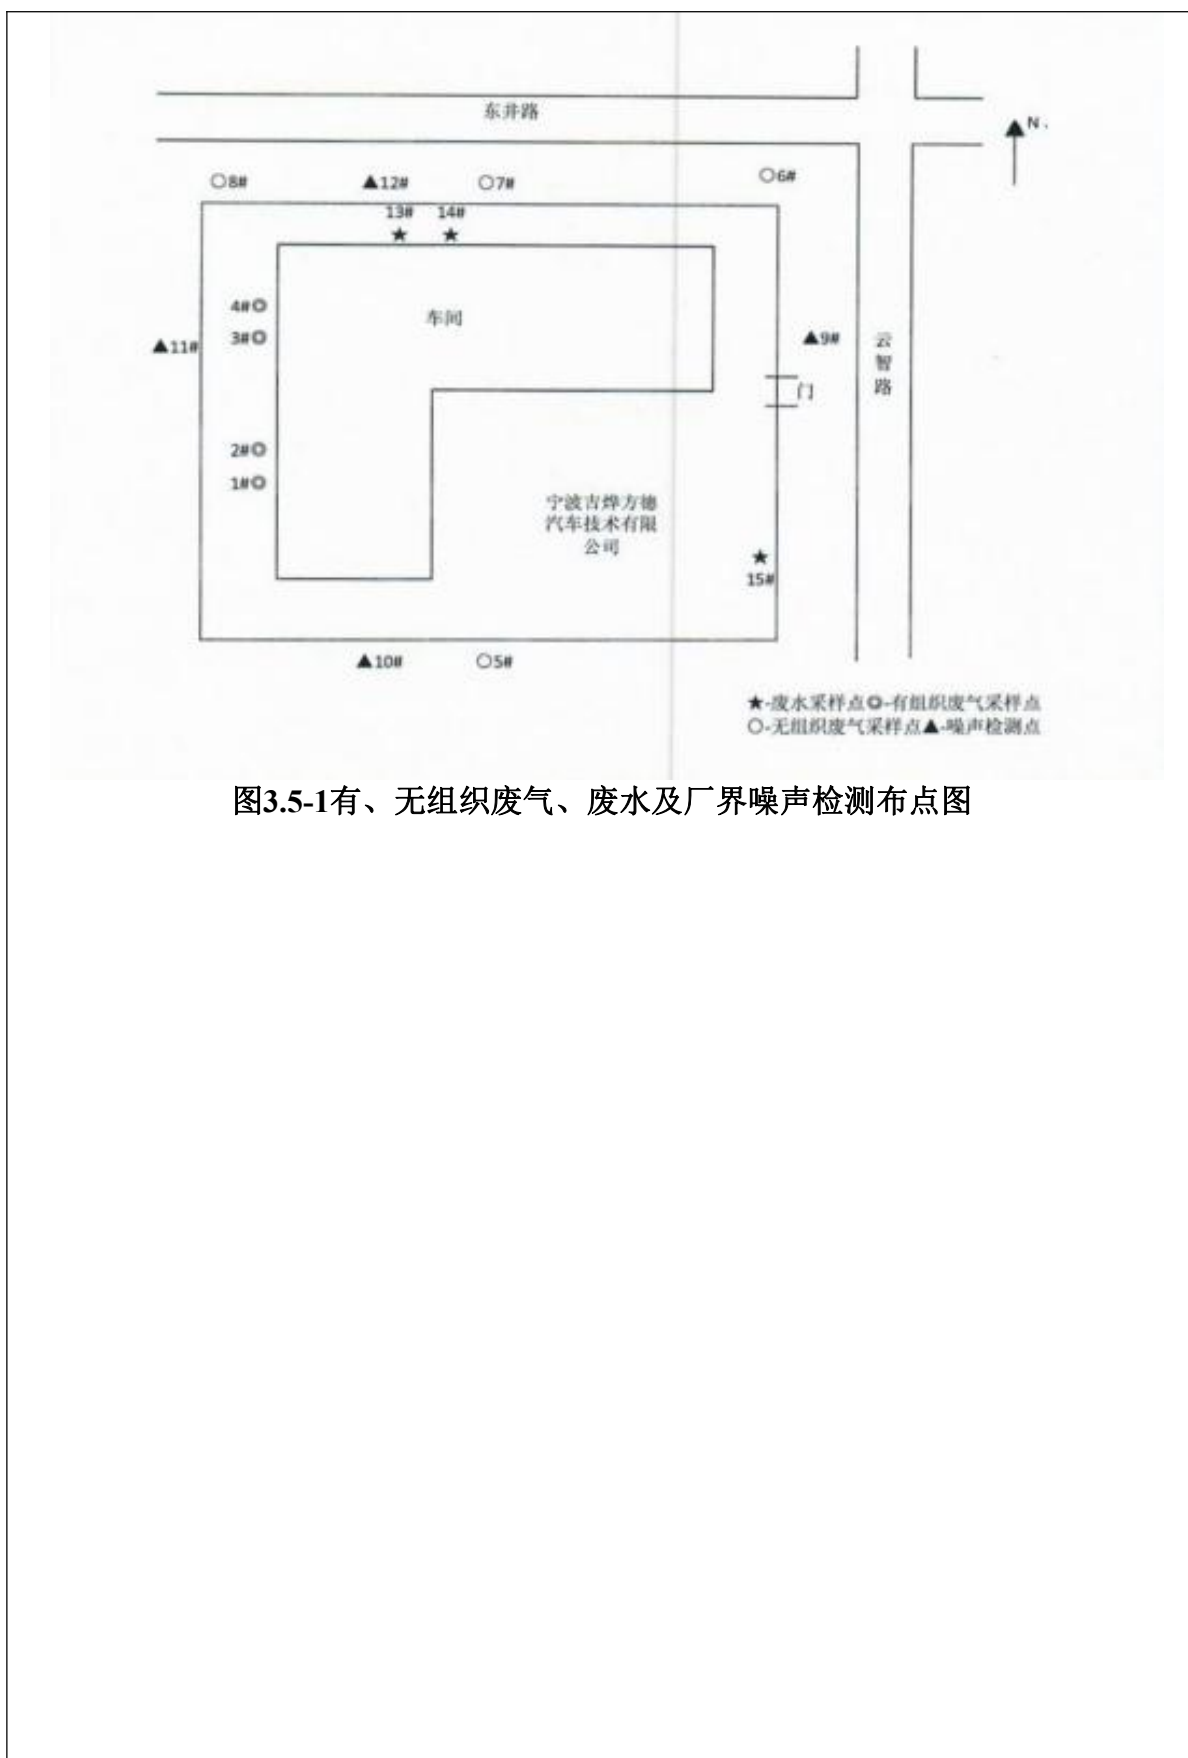 东井路
N
○8# ▲12# ○7# ○6#
13# 14#
★ ★
4#◎
车间
3#◎
▲11#
▲9#
云
智
路
门
2#◎
1#◎
宁波吉烨方德
汽车技术有限
公司
★
15#
▲10# ○5#
★-废水采样点◎-有组织废气采样点
○-无组织废气采样点▲-噪声检测点
图3.5-1有、无组织废气、废水及厂界噪声检测布点图